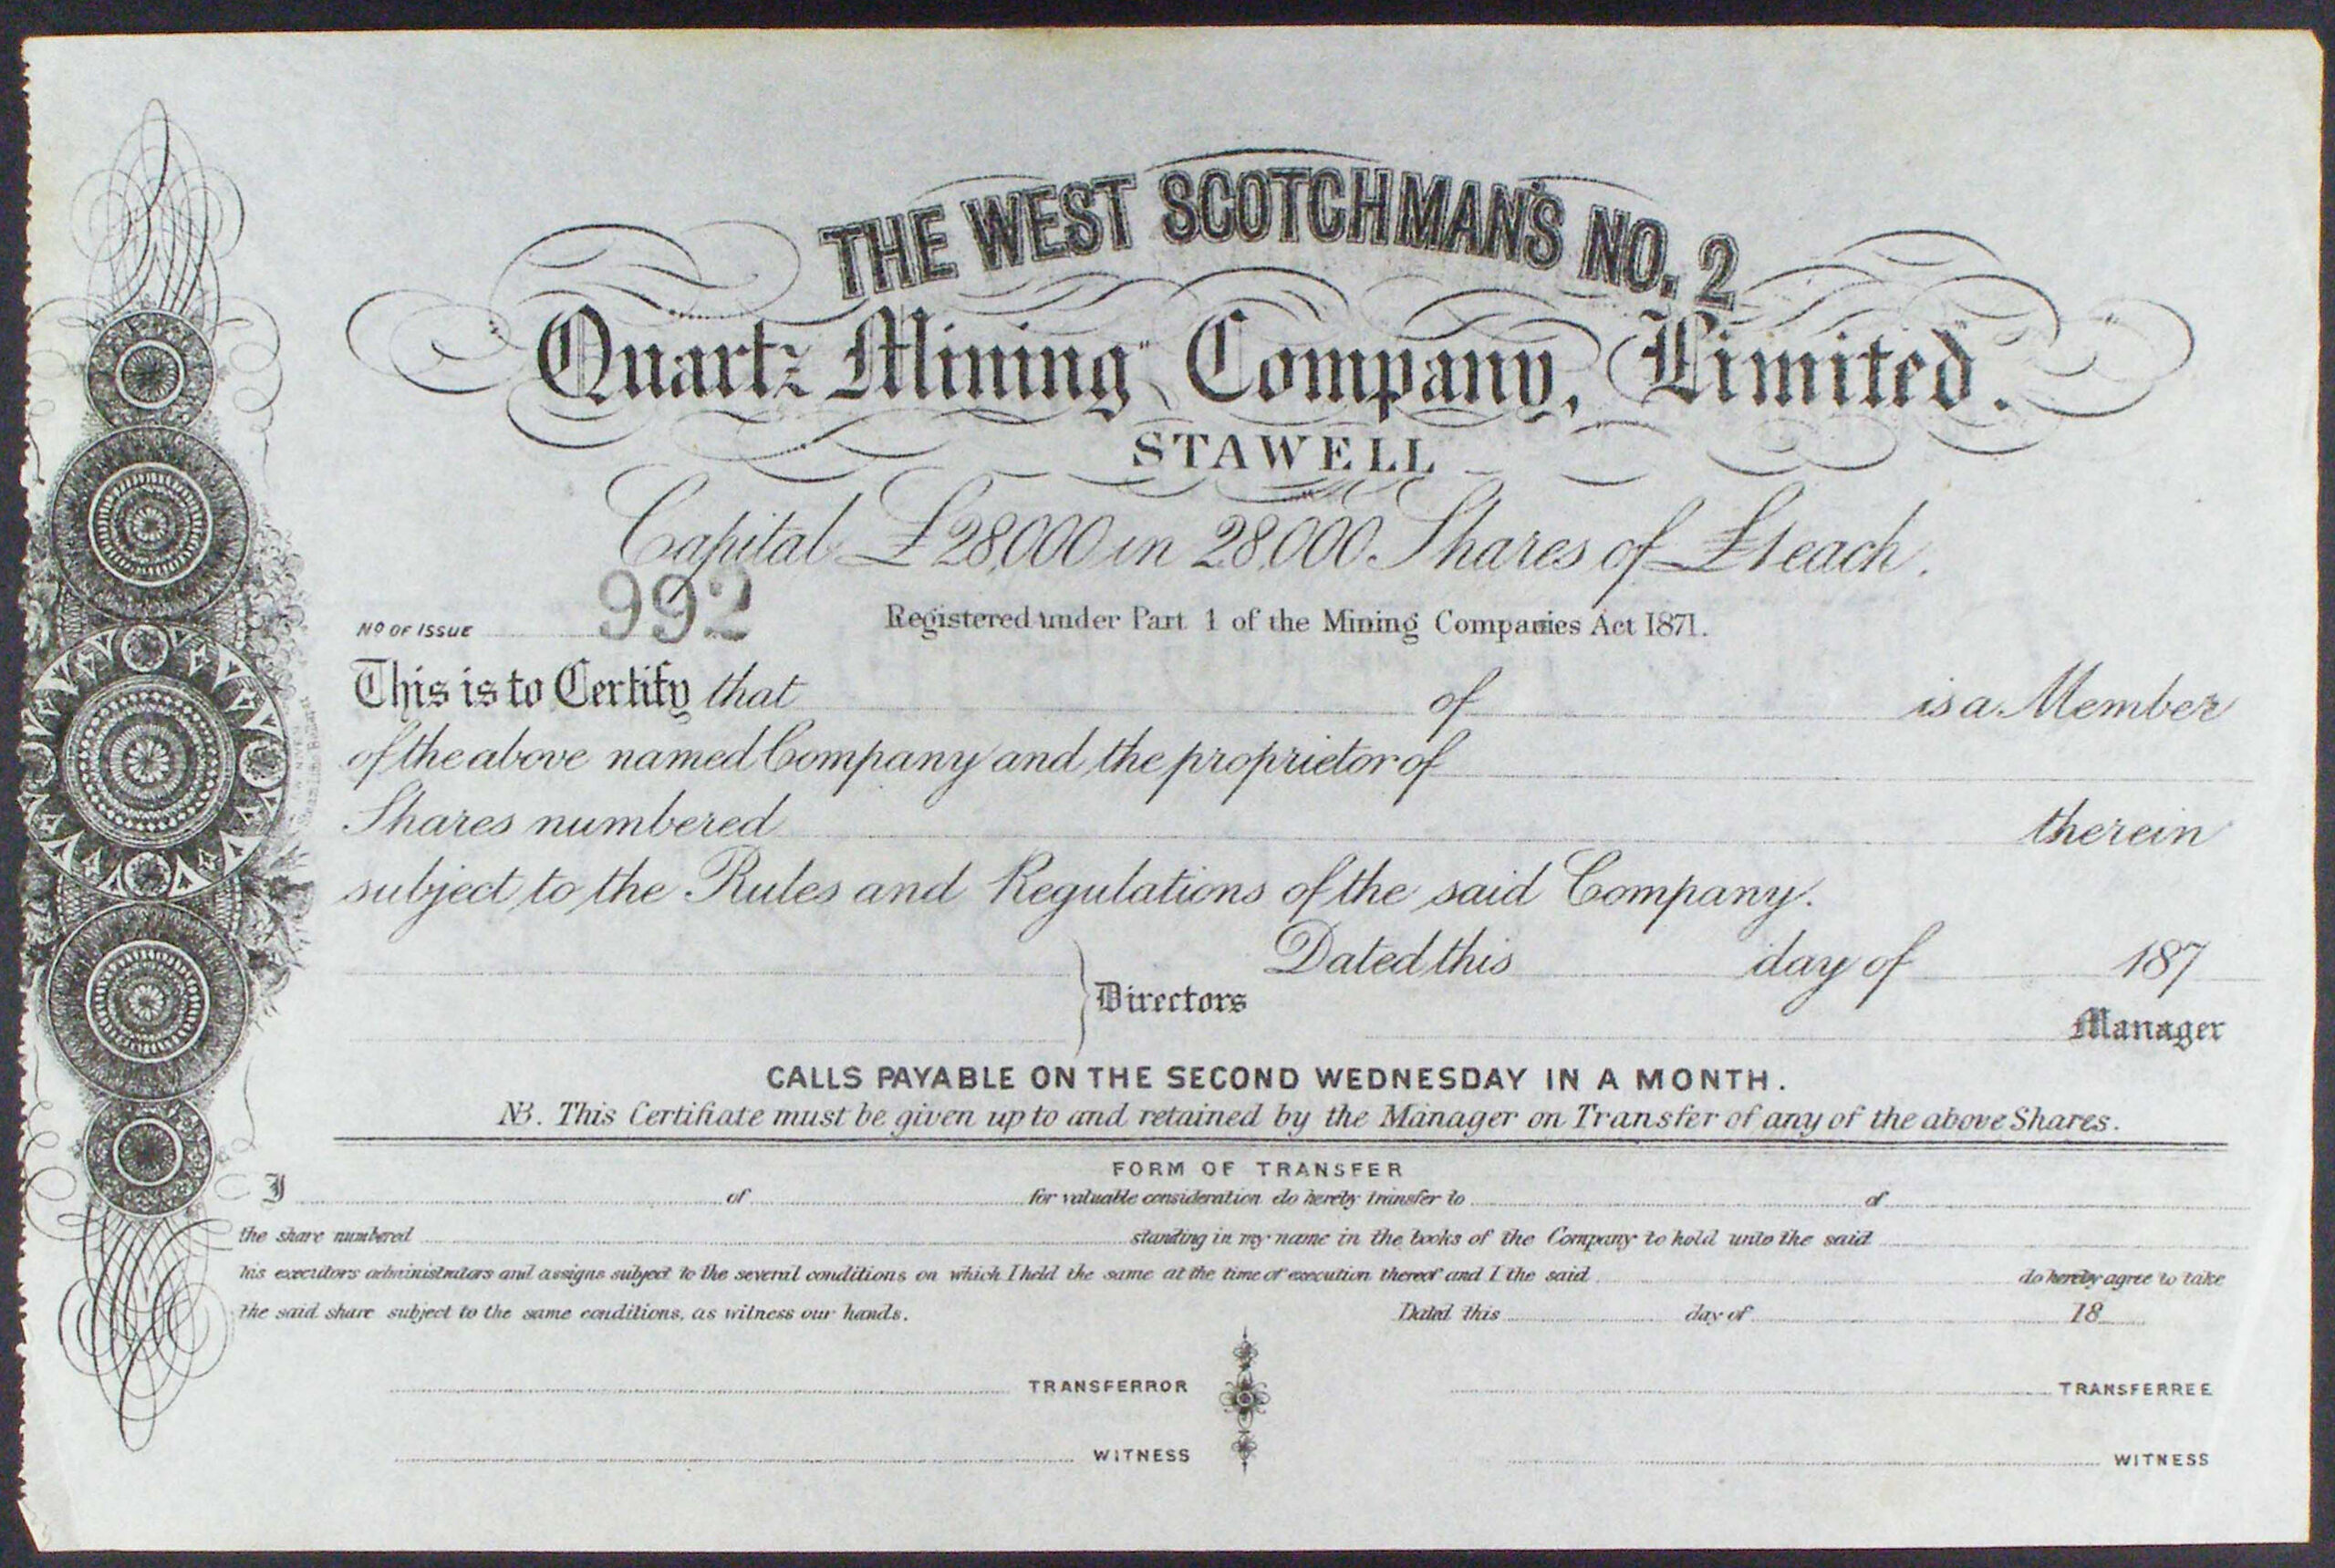 THE WEST SCOTCHMAN'S NO. 2
Quartz Mining Company, Limited.
STAWELL
Capital £28,000 in 28,000 Shares of £1 each.
No OF ISSUE 992 Registered under Part 1 of the Mining Companies Act 1871.
This is to Certify that of is a Member
of the above named Company and the proprietor of
Shares numbered therein
subject to the Rules and Regulations of the said Company.
Dated this day of 187
Directors
Manager
CALLS PAYABLE ON THE SECOND WEDNESDAY IN A MONTH.
NB. This Certifiate must be given up to and retained by the Manager on Transfer of any of the above Shares.
FORM OF TRANSFER
I of for valuable consideration do hereby transfer to of
the share numbered standing in my name in the books of the Company to hold unto the said
his executors administrators and assigns subject to the several conditions on which I held the same at the time of execution thereof and I the said do hereby agree to take
the said share subject to the same conditions, as witness our hands. Dated this day of 18
TRANSFERROR TRANSFERREE
WITNESS WITNESS